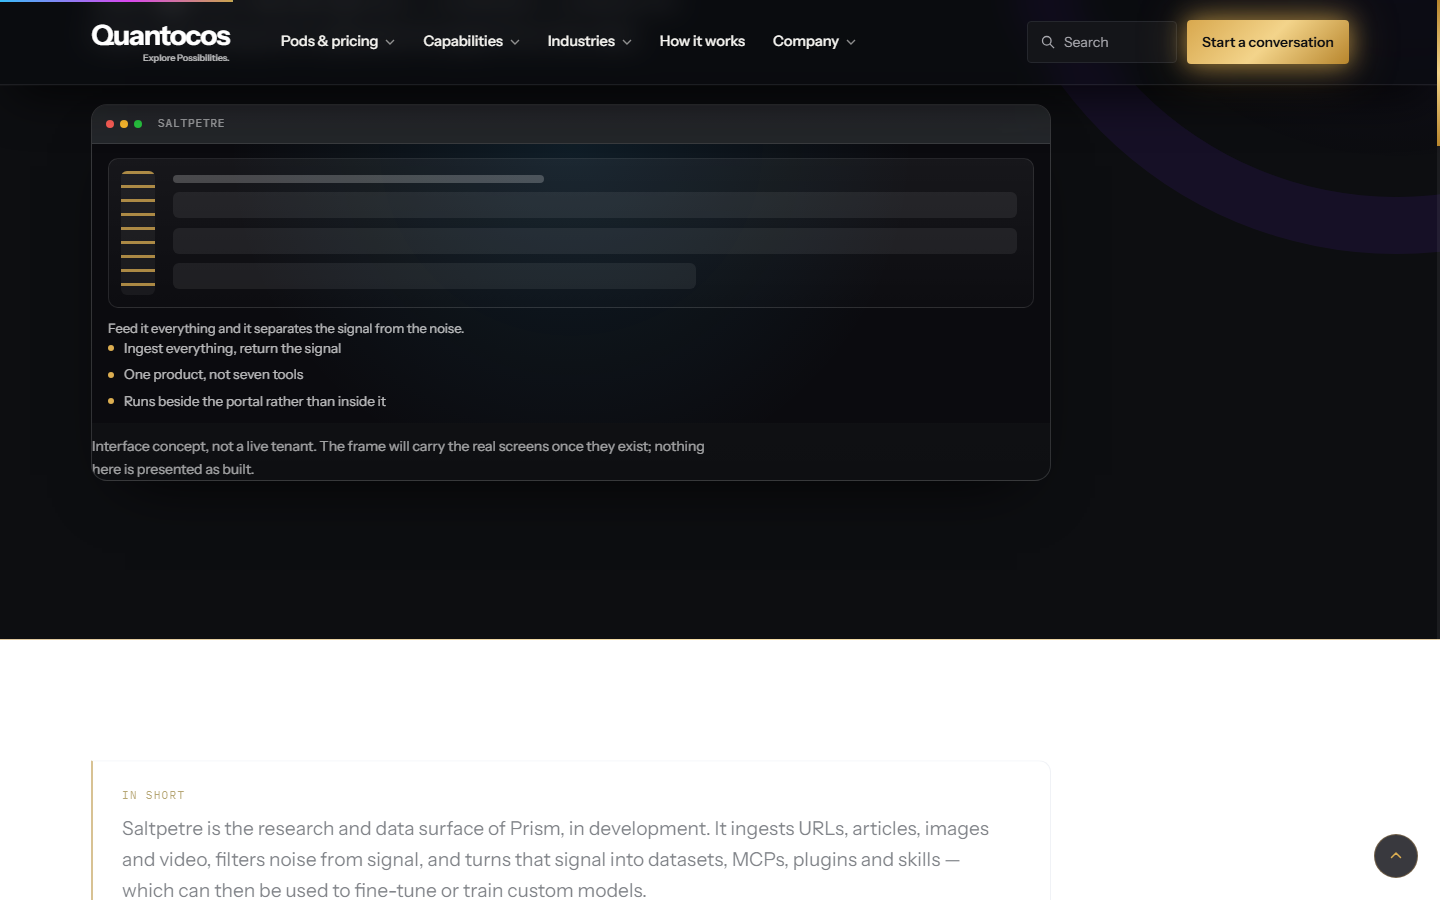 Quantocos
Explore Possibilities.
Pods & pricing
Capabilities
Industries
How it works
Company
Search
Start a conversation
SALTPETRE
Feed it everything and it separates the signal from the noise.
Ingest everything, return the signal
One product, not seven tools
Runs beside the portal rather than inside it
Interface concept, not a live tenant. The frame will carry the real screens once they exist; nothing
here is presented as built.
IN SHORT
Saltpetre is the research and data surface of Prism, in development. It ingests URLs, articles, images
and video, filters noise from signal, and turns that signal into datasets, MCPs, plugins and skills —
which can then be used to fine-tune or train custom models.